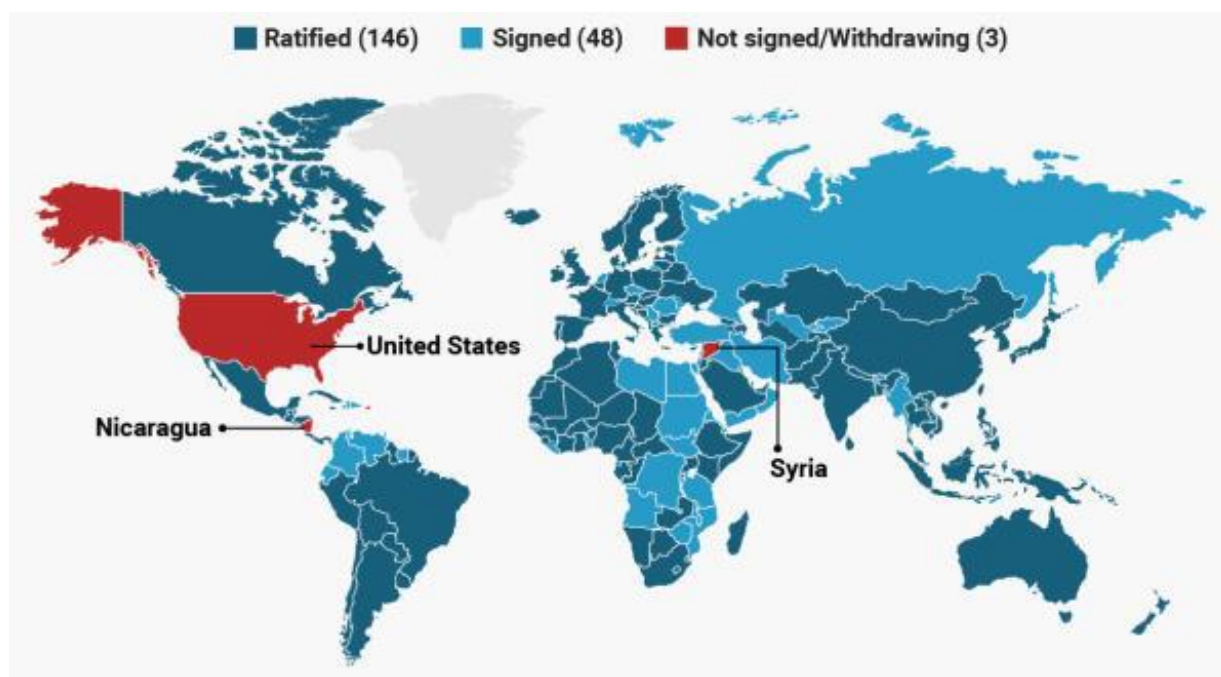 Ratified (146) Signed (48) Not signed/Withdrawing (3)
United States
Nicaragua
Syria